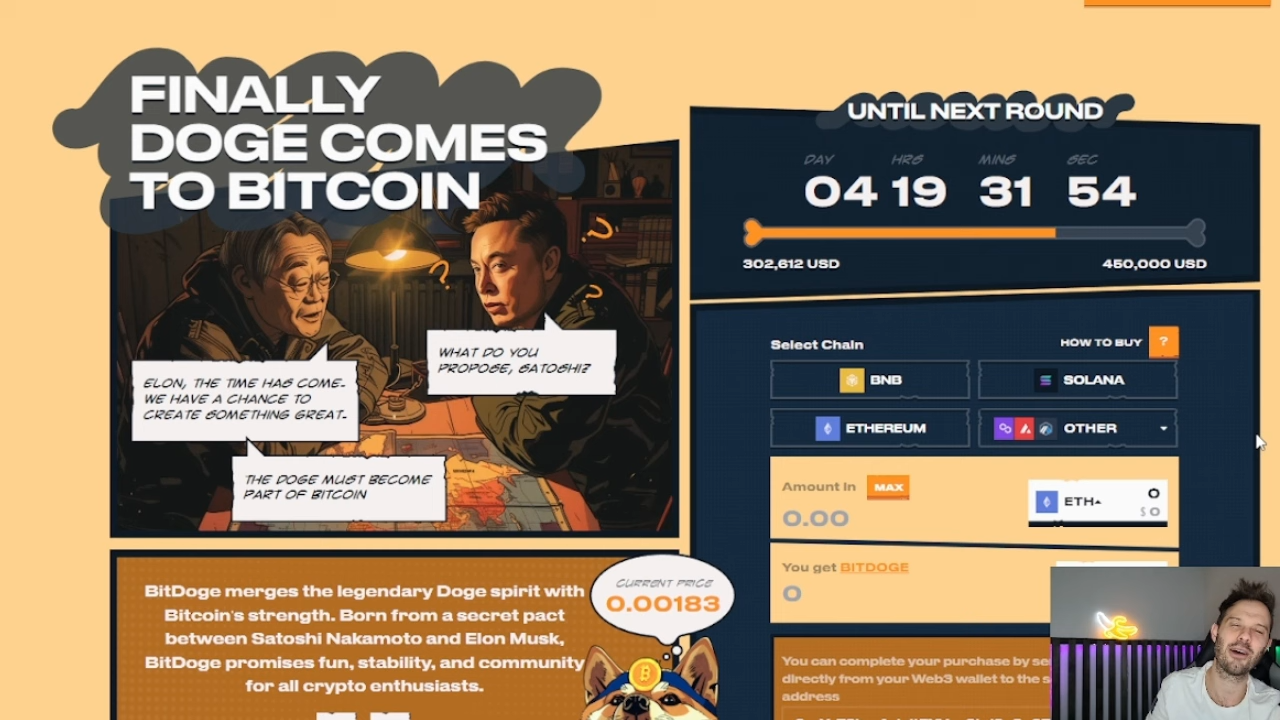 FINALLY
DOGE COMES
TO BITCOIN
ELON, THE TIME HAS COME.
WE HAVE A CHANCE TO
CREATE SOMETHING GREAT.
WHAT DO YOU
PROPOSE, SATOSHI?
THE DOGE MUST BECOME
PART OF BITCOIN
BitDoge merges the legendary Doge spirit with
Bitcoin's strength. Born from a secret pact
between Satoshi Nakamoto and Elon Musk,
BitDoge promises fun, stability, and community
for all crypto enthusiasts.
CURRENT PRICE
0.00183
UNTIL NEXT ROUND
DAY HRS MINS SEC
04 19 31 54
302,612 USD 450,000 USD
Select Chain HOW TO BUY ?
BNB SOLANA
ETHEREUM OTHER
Amount In MAX
0.00
ETH 0
$ 0
You get BITDOGE
0
You can complete your purchase by
directly from your Web3 wallet to the
address